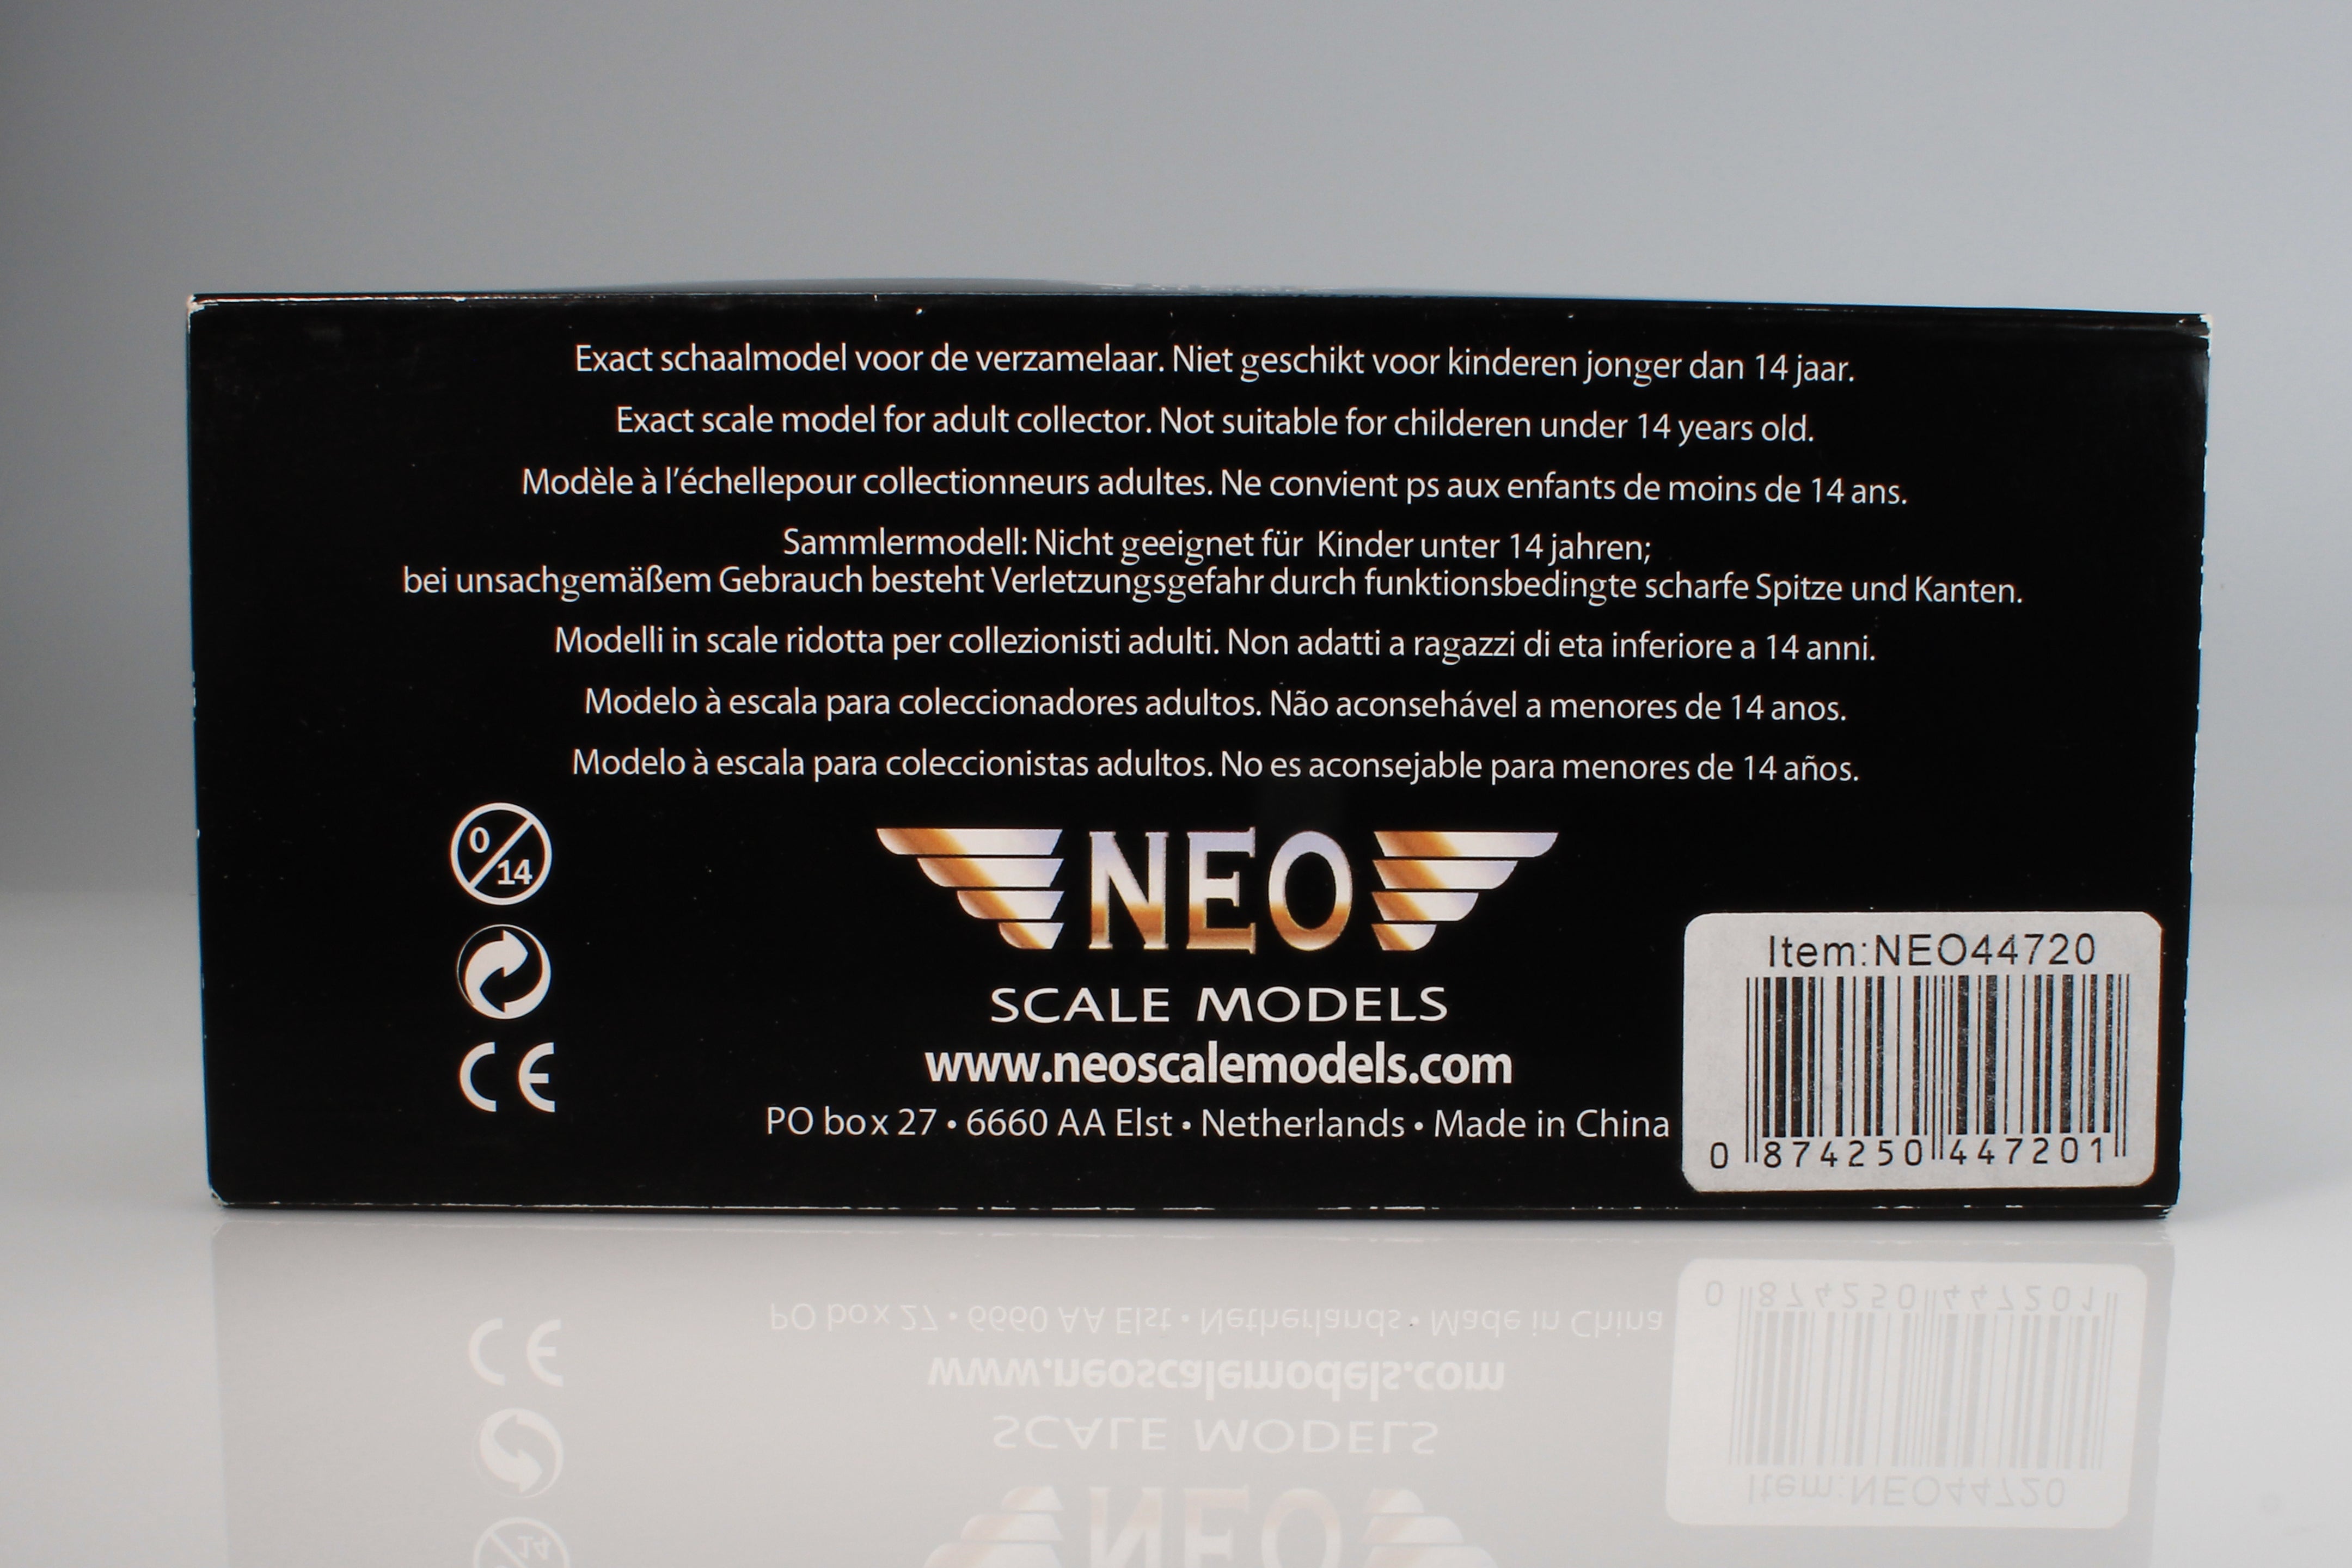 Exact schaalmodel voor de verzamelaar. Niet geschikt voor kinderen jonger dan 14 jaar.
Exact scale model for adult collector. Not suitable for childeren under 14 years old.
Modèle à l'échellepour collectionneurs adultes. Ne convient ps aux enfants de moins de 14 ans.
Sammlermodell: Nicht geeignet für Kinder unter 14 jahren;
bei unsachgemäßem Gebrauch besteht Verletzungsgefahr durch funktionsbedingte scharfe Spitze und Kanten.
Modelli in scale ridotta per collezionisti adulti. Non adatti a ragazzi di eta inferiore a 14 anni.
Modelo à escala para coleccionadores adultos. Não aconsehável a menores de 14 anos.
Modelo à escala para coleccionistas adultos. No es aconsejable para menores de 14 años.
0/14
CE
NEO
SCALE MODELS
www.neoscalemodels.com
PO box 27 • 6660 AA Elst • Netherlands • Made in China
Item:NEO44720
0 874250 447201